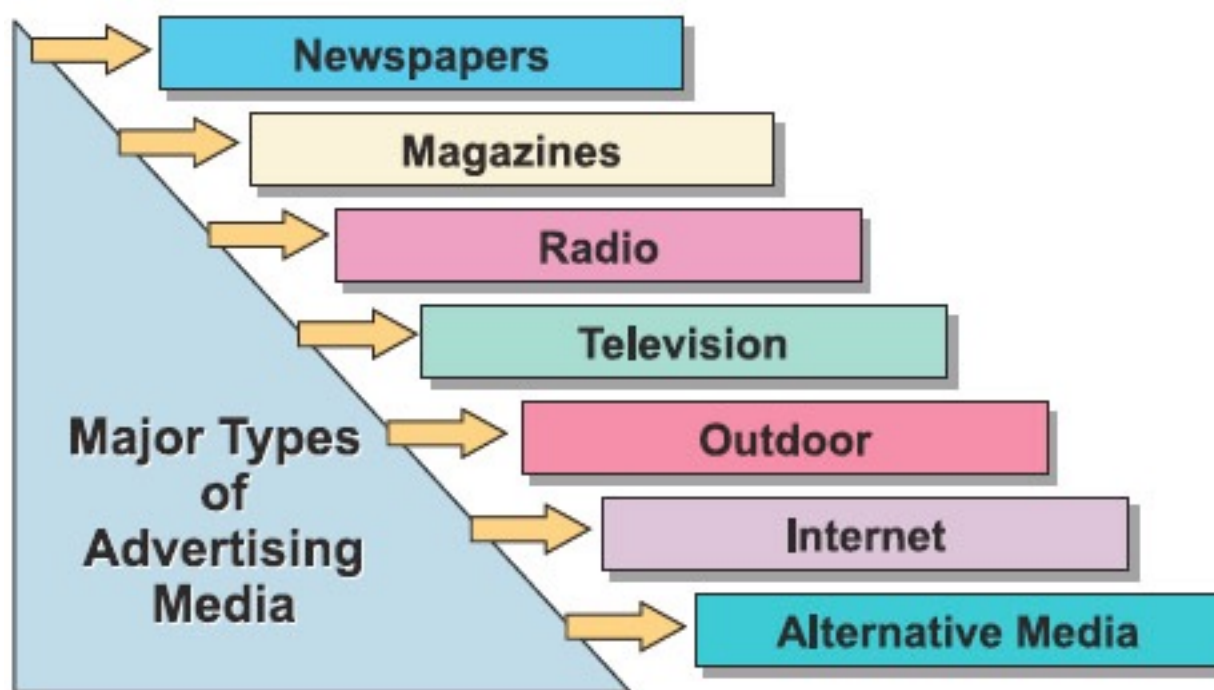 Newspapers
Magazines
Radio
Television
Outdoor
Internet
Alternative Media
Major Types
of
Advertising
Media